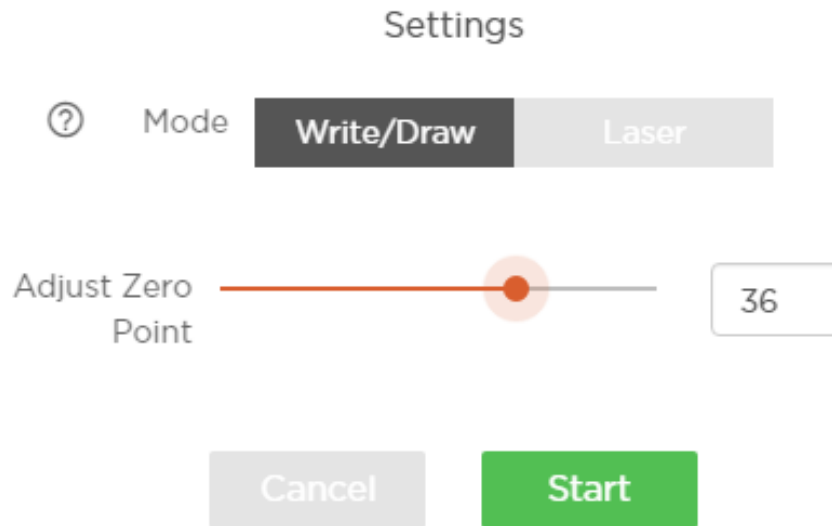 Settings
? Mode Write/Draw Laser
Adjust Zero
Point
36
Cancel Start